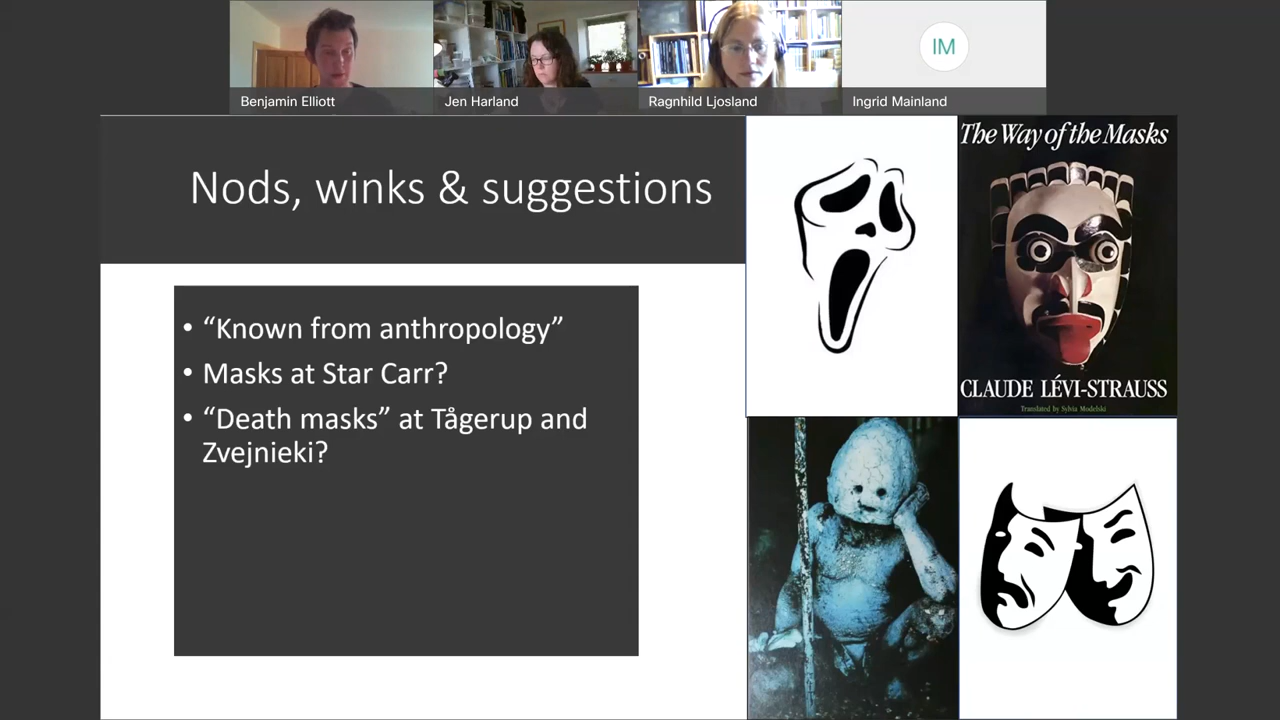 Benjamin Elliott
Jen Harland
Ragnhild Ljosland
IM
Ingrid Mainland
Nods, winks & suggestions
• “Known from anthropology”
• Masks at Star Carr?
• “Death masks” at Tågerup and
Zvejnieki?
The Way of the Masks
CLAUDE LÉVI-STRAUSS
Translated by Sylvia Modelski